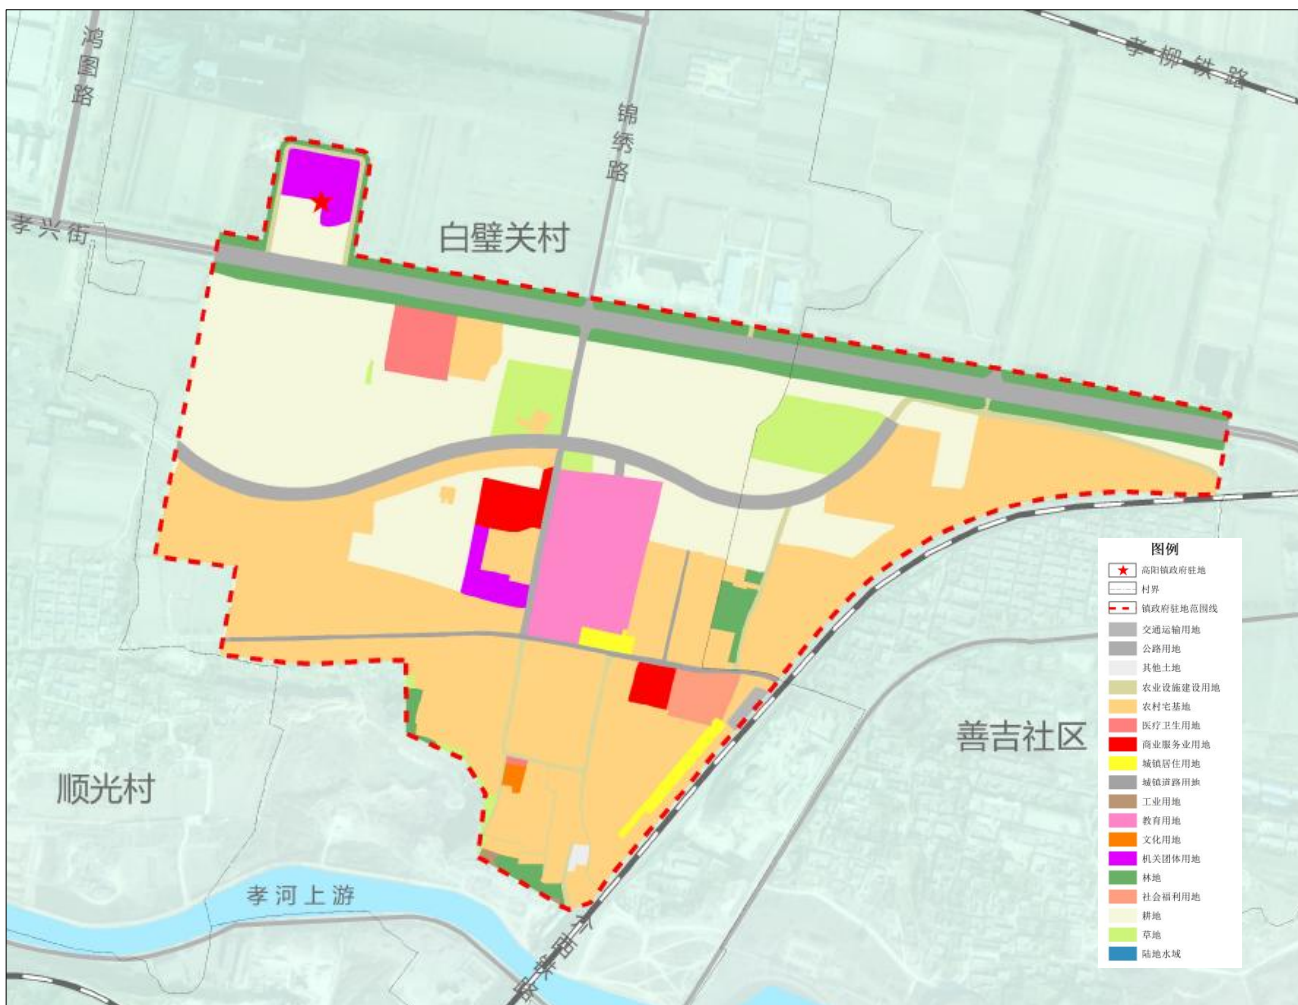 鸿图路
孝柳铁路
锦绣路
白璧关村
孝兴街
善吉社区
顺光村
孝河上游
图例
高阳镇政府驻地
村界
镇政府驻地范围线
交通运输用地
公路用地
其他土地
农业设施建设用地
农村宅基地
医疗卫生用地
商业服务业用地
城镇居住用地
城镇道路用地
工业用地
教育用地
文化用地
机关团体用地
林地
社会福利用地
耕地
草地
陆地水域